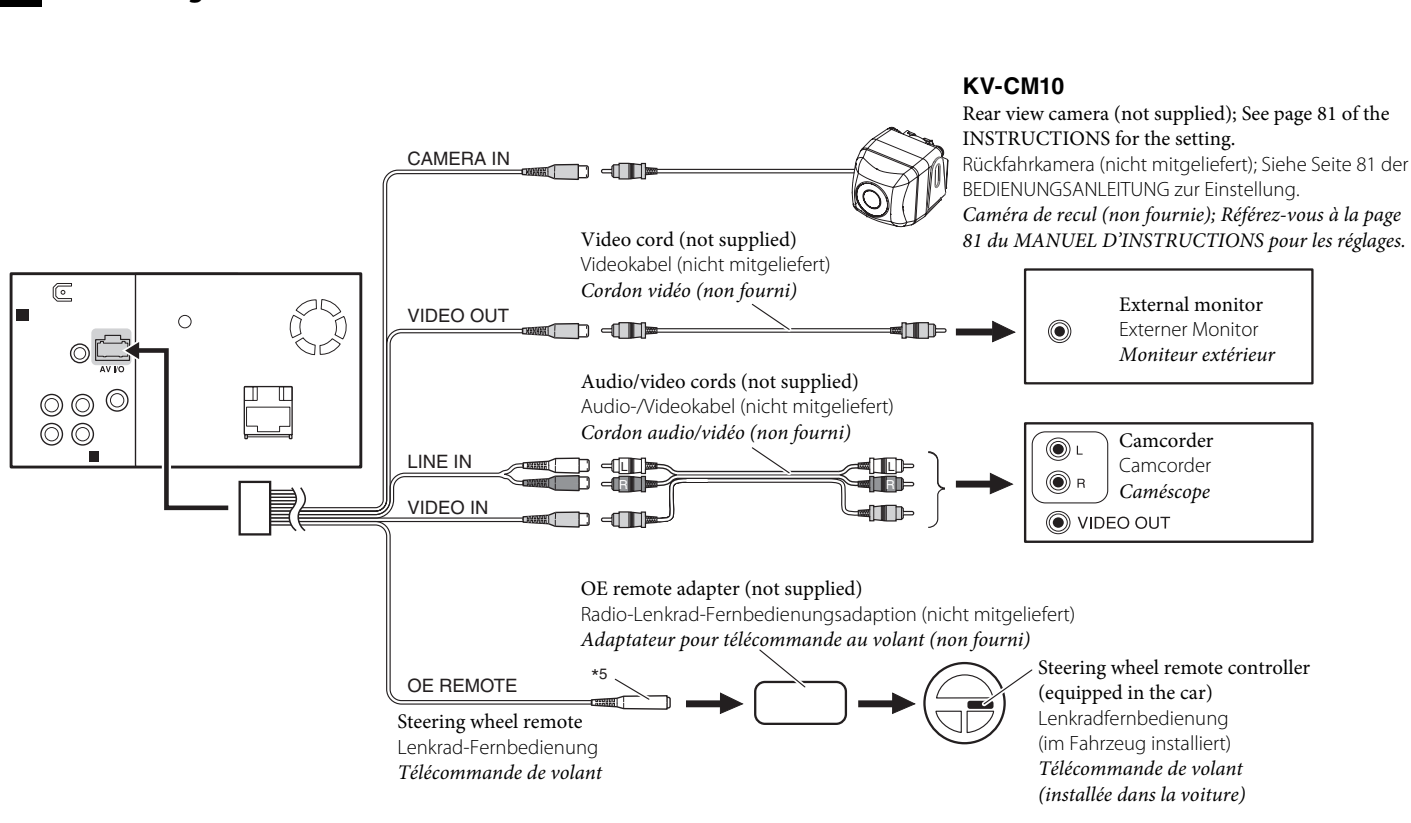 KV-CM10
Rear view camera (not supplied); See page 81 of the
INSTRUCTIONS for the setting.
Rückfahrkamera (nicht mitgeliefert); Siehe Seite 81 der
BEDIENUNGSANLEITUNG zur Einstellung.
Caméra de recul (non fournie); Référez-vous à la page
81 du MANUEL D'INSTRUCTIONS pour les réglages.
CAMERA IN
Video cord (not supplied)
Videokabel (nicht mitgeliefert)
Cordon vidéo (non fourni)
VIDEO OUT
External monitor
Externer Monitor
Moniteur extérieur
AV I/O
Audio/video cords (not supplied)
Audio-/Videokabel (nicht mitgeliefert)
Cordon audio/vidéo (non fourni)
LINE IN
L
R
L
R
VIDEO IN
L
R
Camcorder
Camcorder
Caméscope
VIDEO OUT
OE remote adapter (not supplied)
Radio-Lenkrad-Fernbedienungsadaption (nicht mitgeliefert)
Adaptateur pour télécommande au volant (non fourni)
OE REMOTE
*5
Steering wheel remote
Lenkrad-Fernbedienung
Télécommande de volant
Steering wheel remote controller
(equipped in the car)
Lenkradfernbedienung
(im Fahrzeug installiert)
Télécommande de volant
(installée dans la voiture)